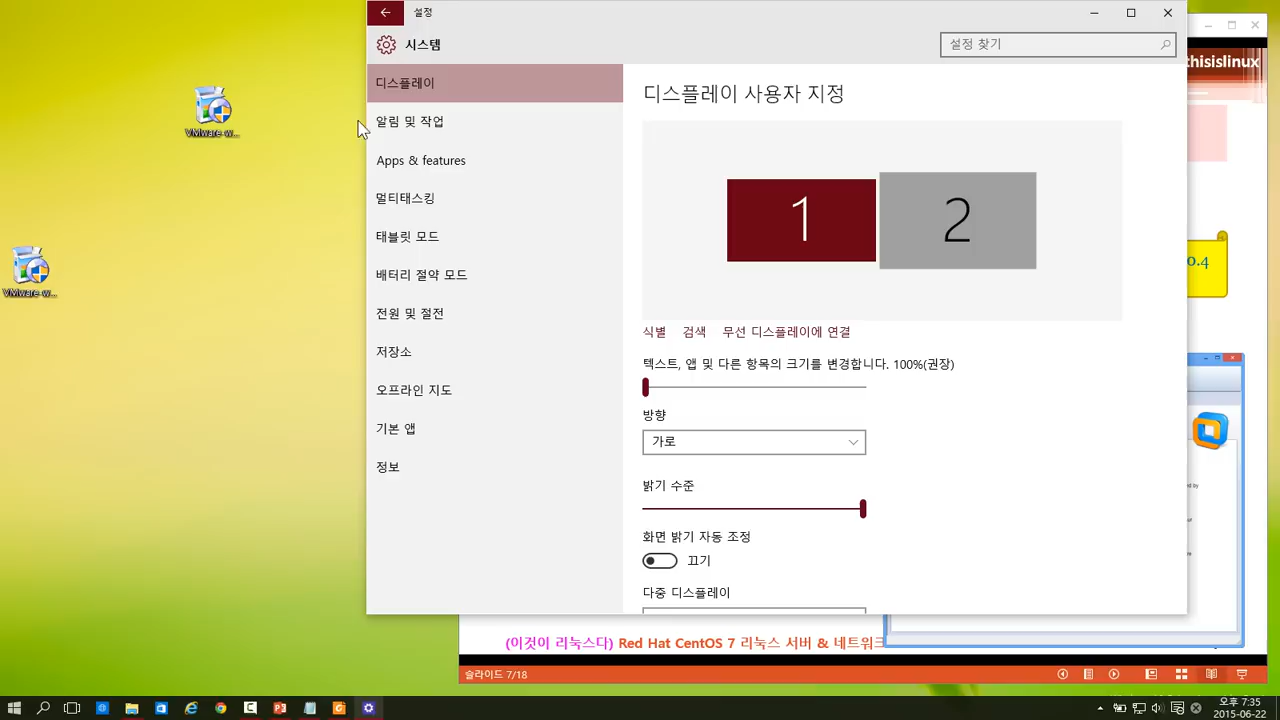 설정
시스템
설정 찾기
디스플레이
알림 및 작업
Apps & features
멀티태스킹
태블릿 모드
배터리 절약 모드
전원 및 절전
저장소
오프라인 지도
기본 앱
정보
디스플레이 사용자 지정
1
2
식별 검색 무선 디스플레이에 연결
텍스트, 앱 및 다른 항목의 크기를 변경합니다. 100%(권장)
방향
가로
밝기 수준
화면 밝기 자동 조정
끄기
다중 디스플레이
VMware-w...
VMware-w...
thisislinux
0.4
(이것이 리눅스다) Red Hat CentOS 7 리눅스 서버 & 네트워크
슬라이드 7/18
오후 7:35
2015-06-22